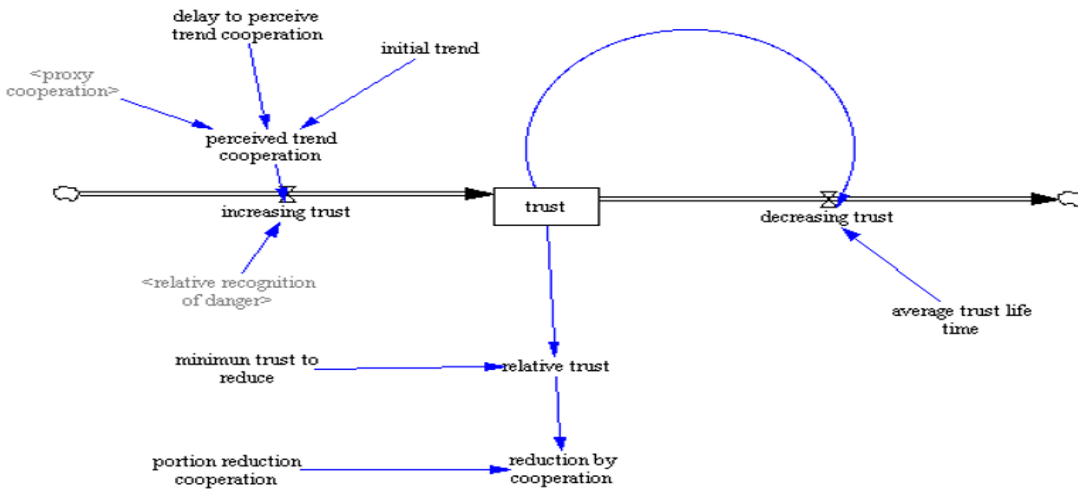 delay to perceive
trend cooperation
initial trend
<proxy
cooperation>
perceived trend
cooperation
increasing trust
trust
decreasing trust
<relative recognition
of danger>
average trust life
time
minimun trust to
reduce
relative trust
portion reduction
cooperation
reduction by
cooperation